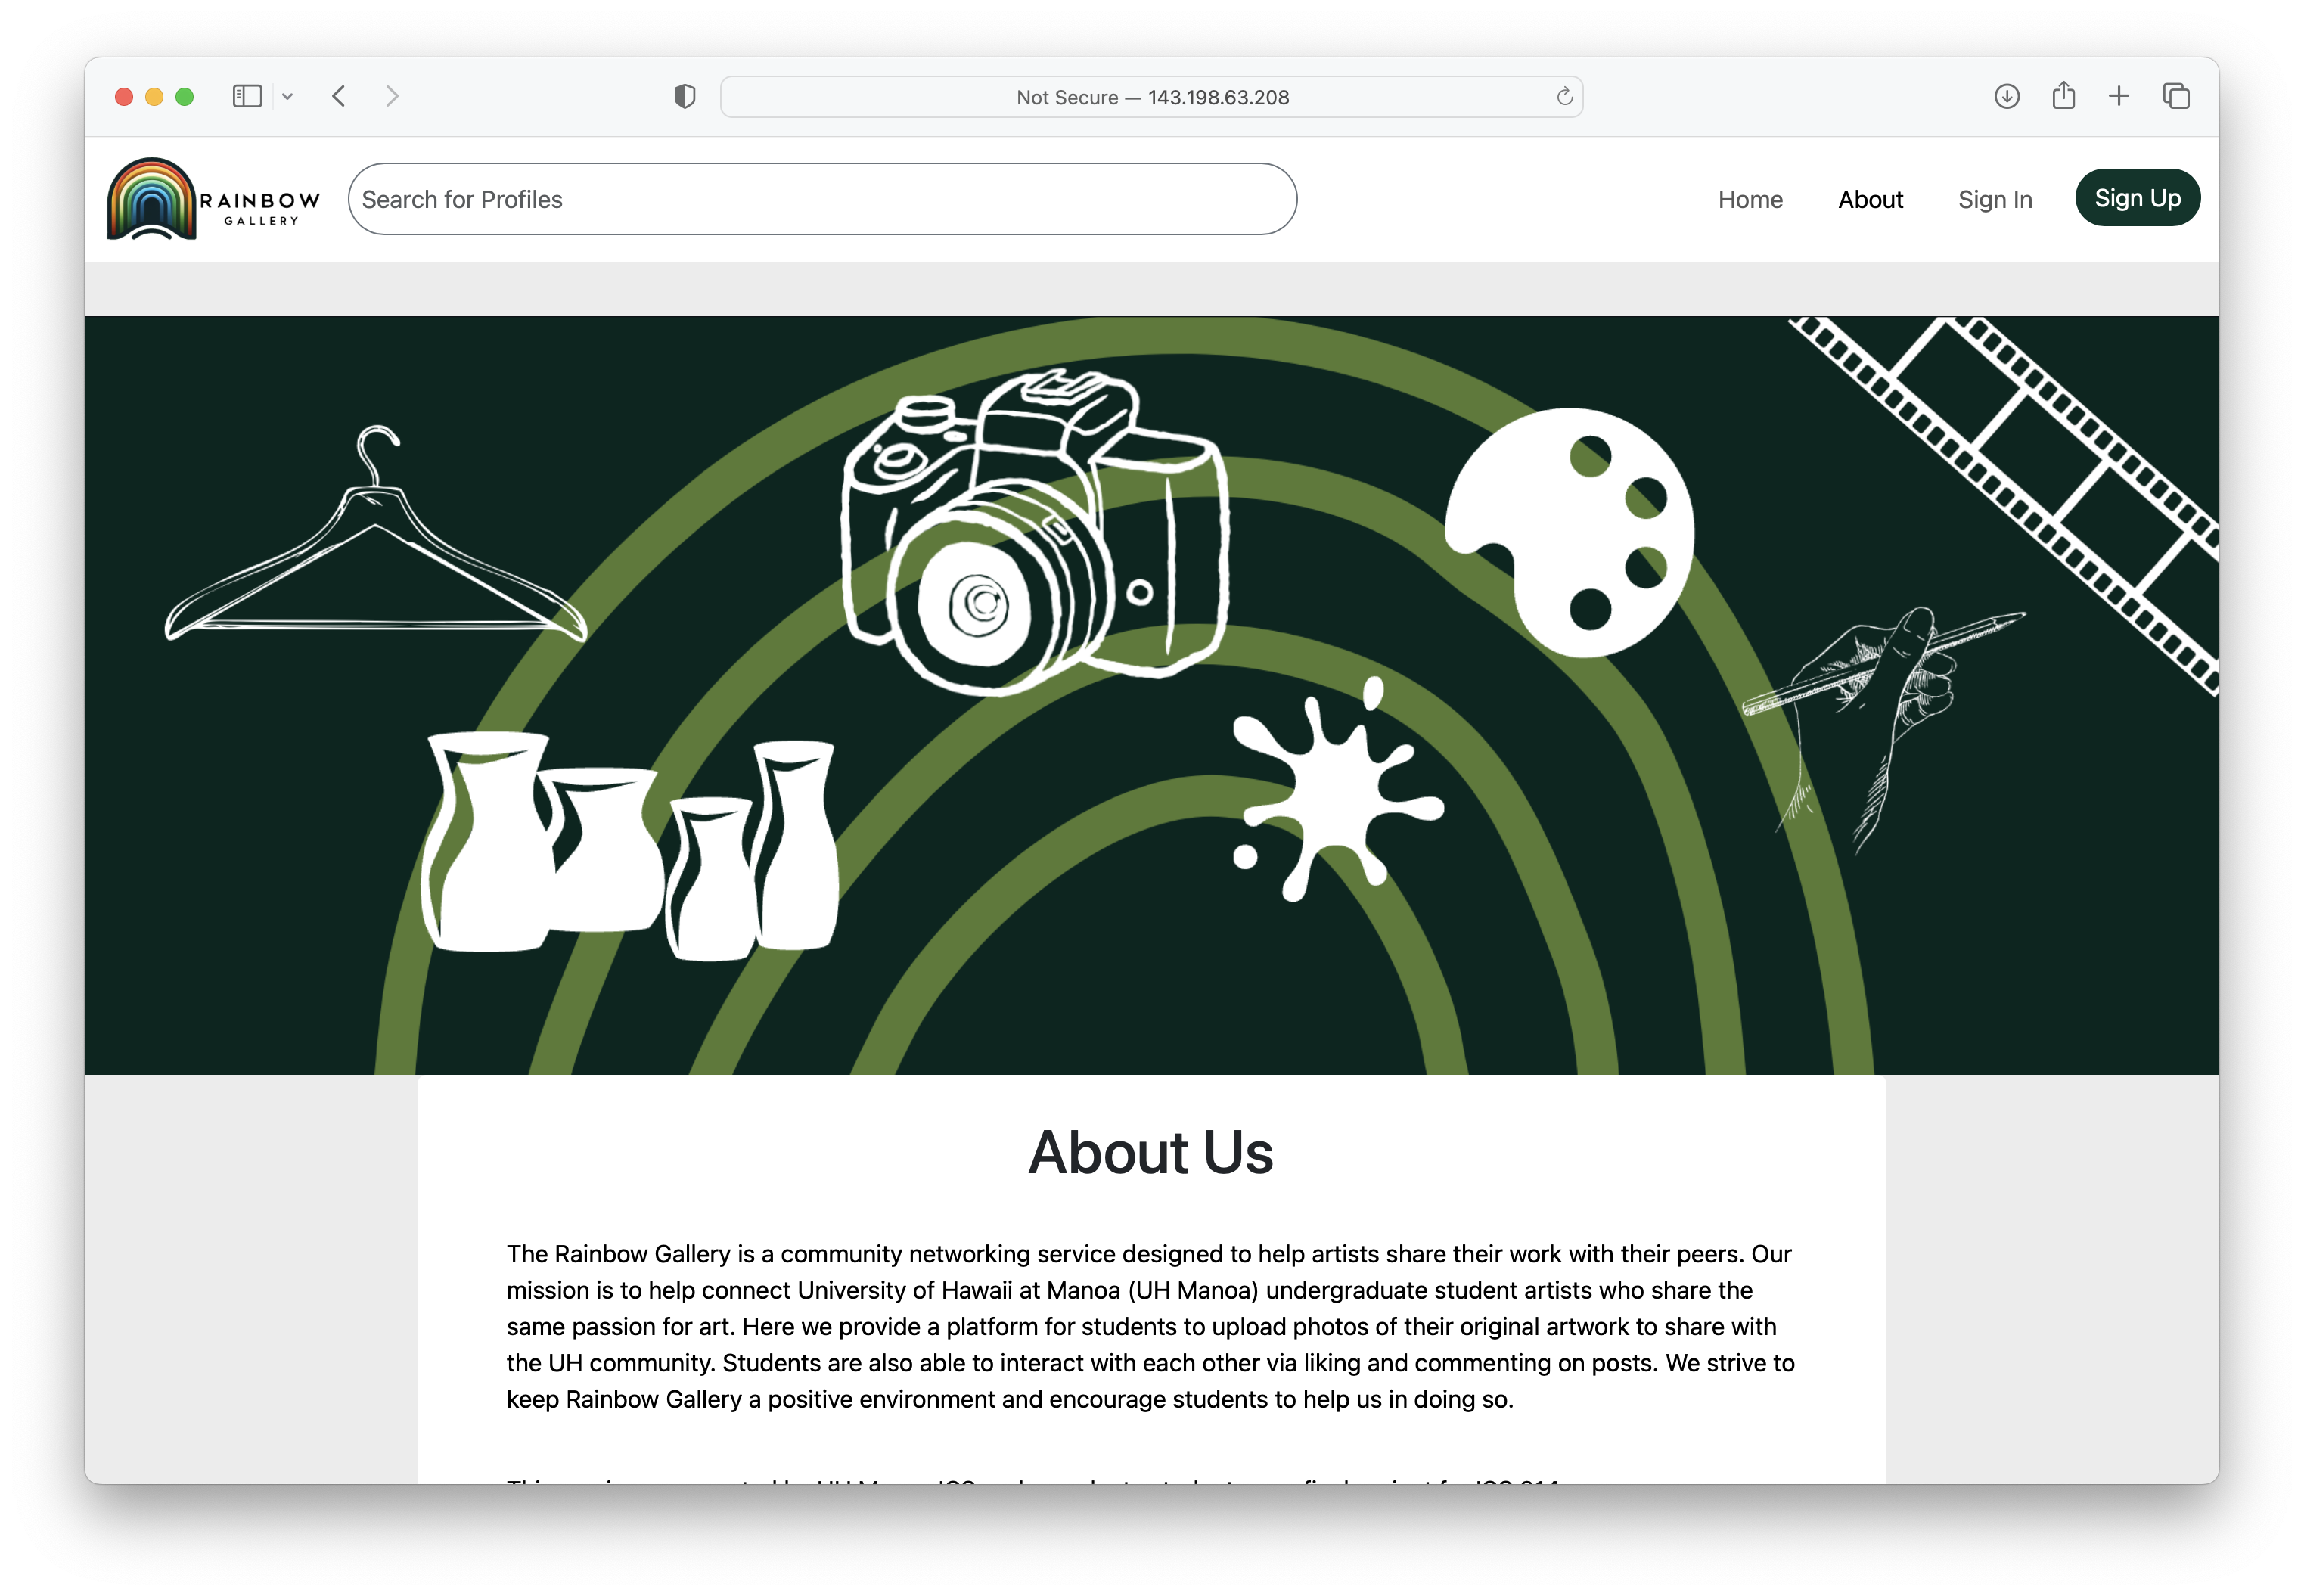 Not Secure — 143.198.63.208
RAINBOW
GALLERY
Search for Profiles
Home
About
Sign In
Sign Up
About Us
The Rainbow Gallery is a community networking service designed to help artists share their work with their peers. Our
mission is to help connect University of Hawaii at Manoa (UH Manoa) undergraduate student artists who share the
same passion for art. Here we provide a platform for students to upload photos of their original artwork to share with
the UH community. Students are also able to interact with each other via liking and commenting on posts. We strive to
keep Rainbow Gallery a positive environment and encourage students to help us in doing so.